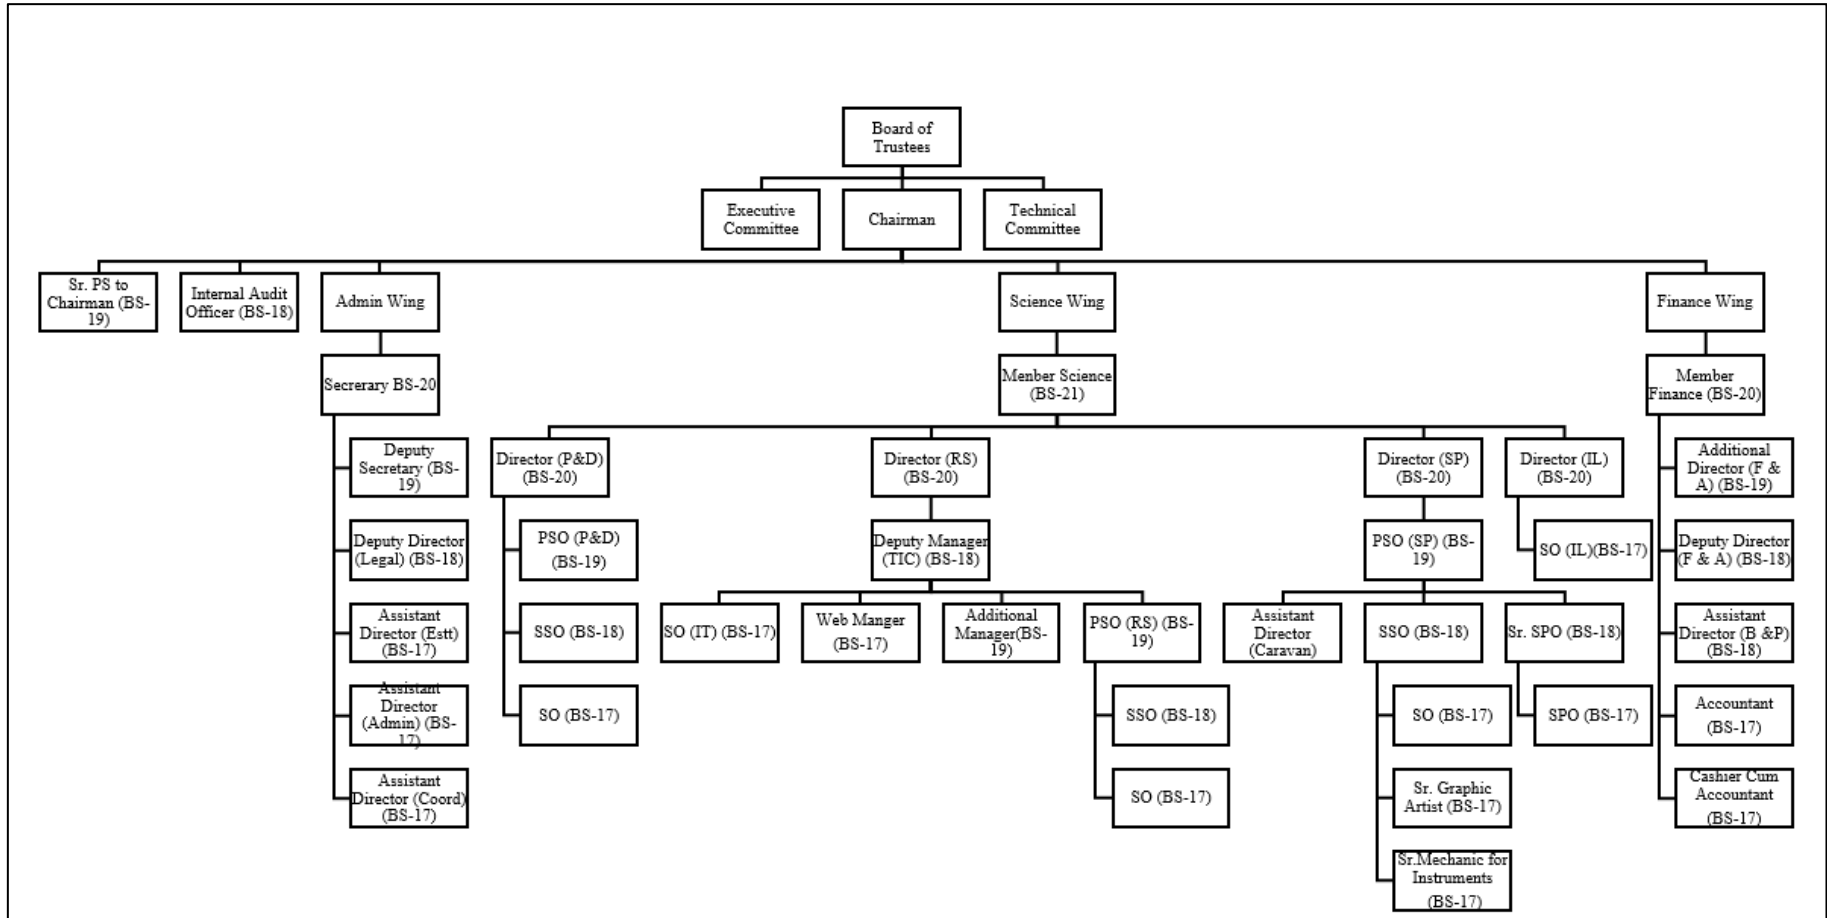 Board of
Trustees
Executive
Committee
Chairman
Technical
Committee
Sr. PS to
Chairman (BS-
19)
Internal Audit
Officer (BS-18)
Admin Wing
Science Wing
Finance Wing
Secrerary BS-20
Menber Science
(BS-21)
Member
Finance (BS-20)
Deputy
Secretary (BS-
19)
Director (P&D)
(BS-20)
Director (RS)
(BS-20)
Director (SP)
(BS-20)
Director (IL)
(BS-20)
Additional
Director (F &
A) (BS-19)
Deputy Director
(Legal) (BS-18)
PSO (P&D)
(BS-19)
Deputy Manager
(TIC) (BS-18)
PSO (SP) (BS-
19)
SO (IL)(BS-17)
Deputy Director
(F & A) (BS-18)
Assistant
Director (Estt)
(BS-17)
SSO (BS-18)
SO (IT) (BS-17)
Web Manger
(BS-17)
Additional
Manager(BS-
19)
PSO (RS) (BS-
19)
Assistant
Director
(Caravan)
SSO (BS-18)
Sr. SPO (BS-18)
Assistant
Director (B &P)
(BS-18)
Assistant
Director
(Admin) (BS-
17)
SO (BS-17)
SSO (BS-18)
SO (BS-17)
SPO (BS-17)
Accountant
(BS-17)
Assistant
Director (Coord)
(BS-17)
SO (BS-17)
Sr. Graphic
Artist (BS-17)
Cashier Cum
Accountant
(BS-17)
Sr.Mechanic for
Instruments
(BS-17)